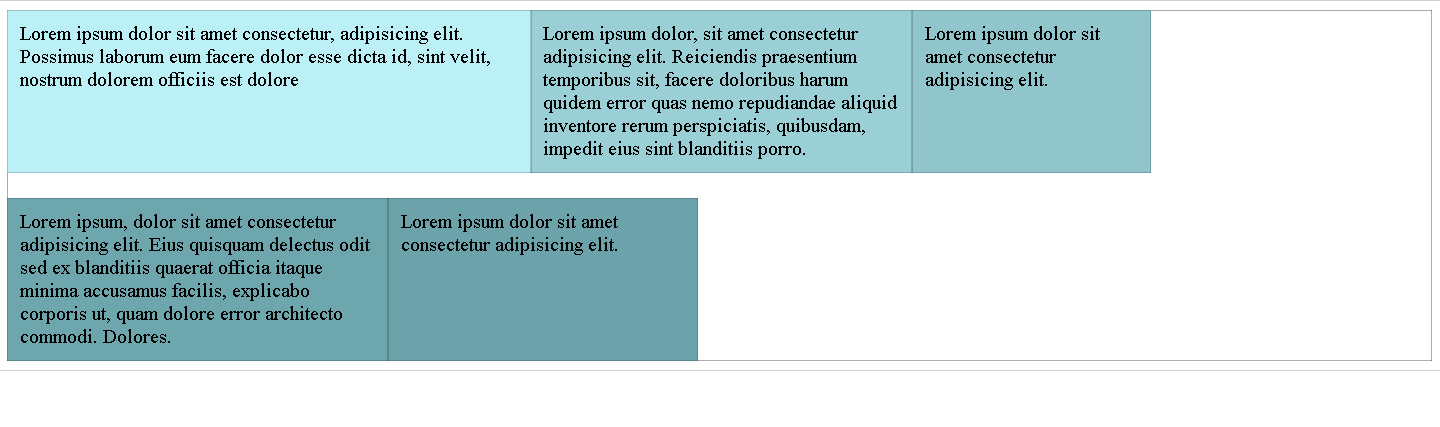 Lorem ipsum dolor sit amet consectetur, adipisicing elit.
Possimus laborum eum facere dolor esse dicta id, sint velit,
nostrum dolorem officiis est dolore
Lorem ipsum dolor, sit amet consectetur
adipisicing elit. Reiciendis praesentium
temporibus sit, facere doloribus harum
quidem error quas nemo repudiandae aliquid
inventore rerum perspiciatis, quibusdam,
impedit eius sint blanditiis porro.
Lorem ipsum dolor sit
amet consectetur
adipisicing elit.
Lorem ipsum, dolor sit amet consectetur
adipisicing elit. Eius quisquam delectus odit
sed ex blanditiis quaerat officia itaque
minima accusamus facilis, explicabo
corporis ut, quam dolore error architecto
commodi. Dolores.
Lorem ipsum dolor sit amet
consectetur adipisicing elit.